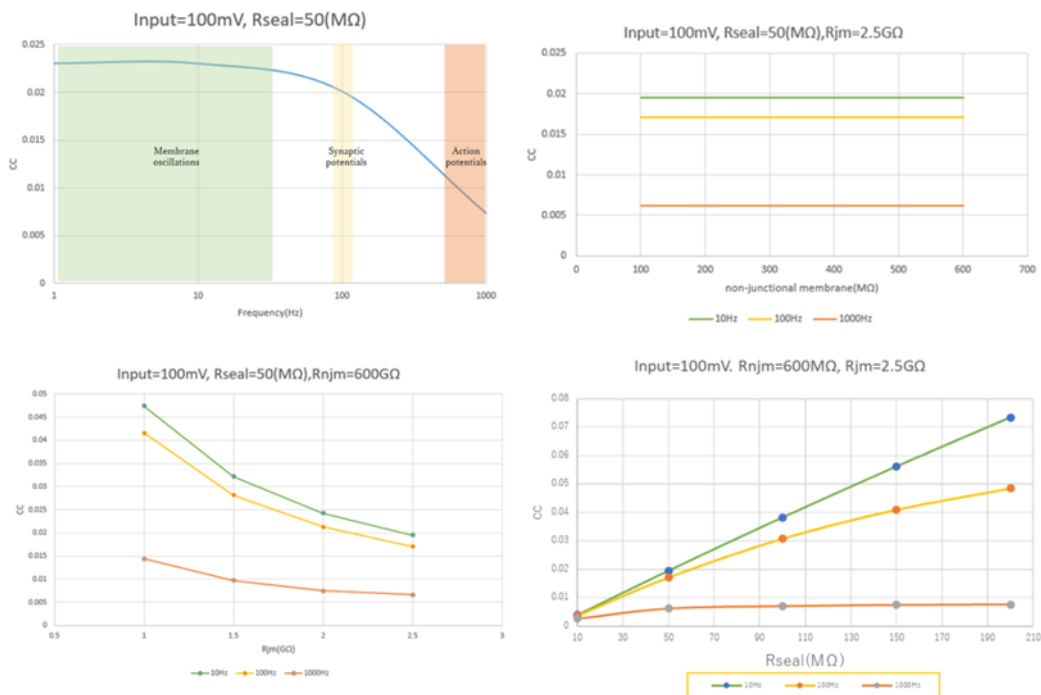 Input=100mV, Rseal=50(MΩ)
0.025
0.02
0.015
0.01
0.005
0
CC
Membrane
oscillations
Synaptic
potentials
Action
potentials
1 10 100 1000
Frequency(Hz)
Input=100mV, Rseal=50(MΩ),Rjm=2.5GΩ
0.025
0.02
0.015
0.01
0.005
0
CC
0 100 200 300 400 500 600 700
non-junctional membrane(MΩ)
10Hz 100Hz 1000Hz
Input=100mV, Rseal=50(MΩ),Rnjm=600GΩ
0.05
0.045
0.04
0.035
0.03
0.025
0.02
0.015
0.01
0.005
0
CC
0.5 1 1.5 2 2.5 3
Rjm(GΩ)
10Hz 100Hz 1000Hz
Input=100mV. Rnjm=600MΩ, Rjm=2.5GΩ
0.08
0.07
0.06
0.05
0.04
0.03
0.02
0.01
0
CC
10 30 50 70 90 110 130 150 170 190 210
Rseal(MΩ)
10Hz 100Hz 1000Hz